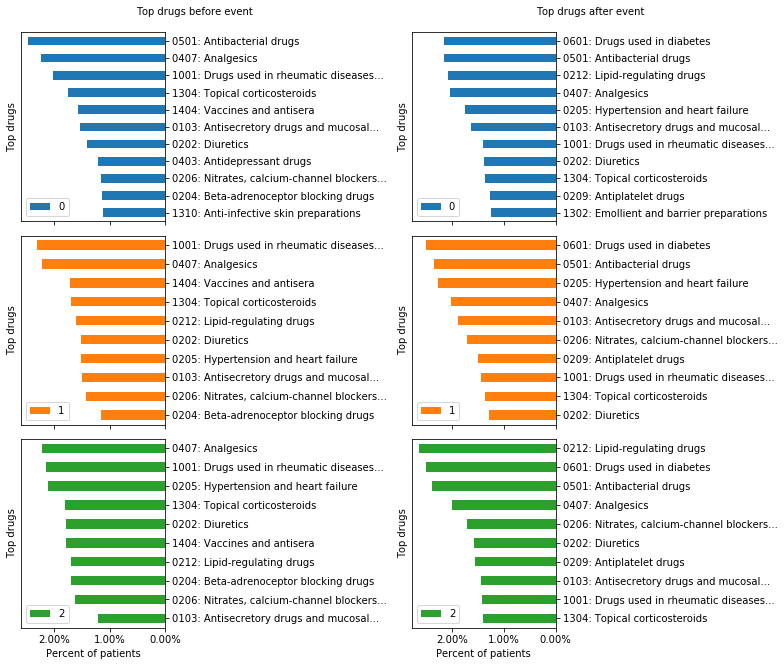 Top drugs before event
Top drugs
0501: Antibacterial drugs
0407: Analgesics
1001: Drugs used in rheumatic diseases...
1304: Topical corticosteroids
1404: Vaccines and antisera
0103: Antisecretory drugs and mucosal...
0202: Diuretics
0403: Antidepressant drugs
0206: Nitrates, calcium-channel blockers...
0204: Beta-adrenoceptor blocking drugs
1310: Anti-infective skin preparations
0
Top drugs
1001: Drugs used in rheumatic diseases...
0407: Analgesics
1404: Vaccines and antisera
1304: Topical corticosteroids
0212: Lipid-regulating drugs
0202: Diuretics
0205: Hypertension and heart failure
0103: Antisecretory drugs and mucosal...
0206: Nitrates, calcium-channel blockers...
0204: Beta-adrenoceptor blocking drugs
1
Top drugs
0407: Analgesics
1001: Drugs used in rheumatic diseases...
0205: Hypertension and heart failure
1304: Topical corticosteroids
0202: Diuretics
1404: Vaccines and antisera
0212: Lipid-regulating drugs
0204: Beta-adrenoceptor blocking drugs
0206: Nitrates, calcium-channel blockers...
0103: Antisecretory drugs and mucosal...
2
2.00% 1.00% 0.00%
Percent of patients
Top drugs after event
Top drugs
0601: Drugs used in diabetes
0501: Antibacterial drugs
0212: Lipid-regulating drugs
0407: Analgesics
0205: Hypertension and heart failure
0103: Antisecretory drugs and mucosal...
1001: Drugs used in rheumatic diseases...
0202: Diuretics
1304: Topical corticosteroids
0209: Antiplatelet drugs
1302: Emollient and barrier preparations
0
Top drugs
0601: Drugs used in diabetes
0501: Antibacterial drugs
0205: Hypertension and heart failure
0407: Analgesics
0103: Antisecretory drugs and mucosal...
0206: Nitrates, calcium-channel blockers...
0209: Antiplatelet drugs
1001: Drugs used in rheumatic diseases...
1304: Topical corticosteroids
0202: Diuretics
1
Top drugs
0212: Lipid-regulating drugs
0601: Drugs used in diabetes
0501: Antibacterial drugs
0407: Analgesics
0206: Nitrates, calcium-channel blockers...
0202: Diuretics
0209: Antiplatelet drugs
0103: Antisecretory drugs and mucosal...
1001: Drugs used in rheumatic diseases...
1304: Topical corticosteroids
2
2.00% 1.00% 0.00%
Percent of patients